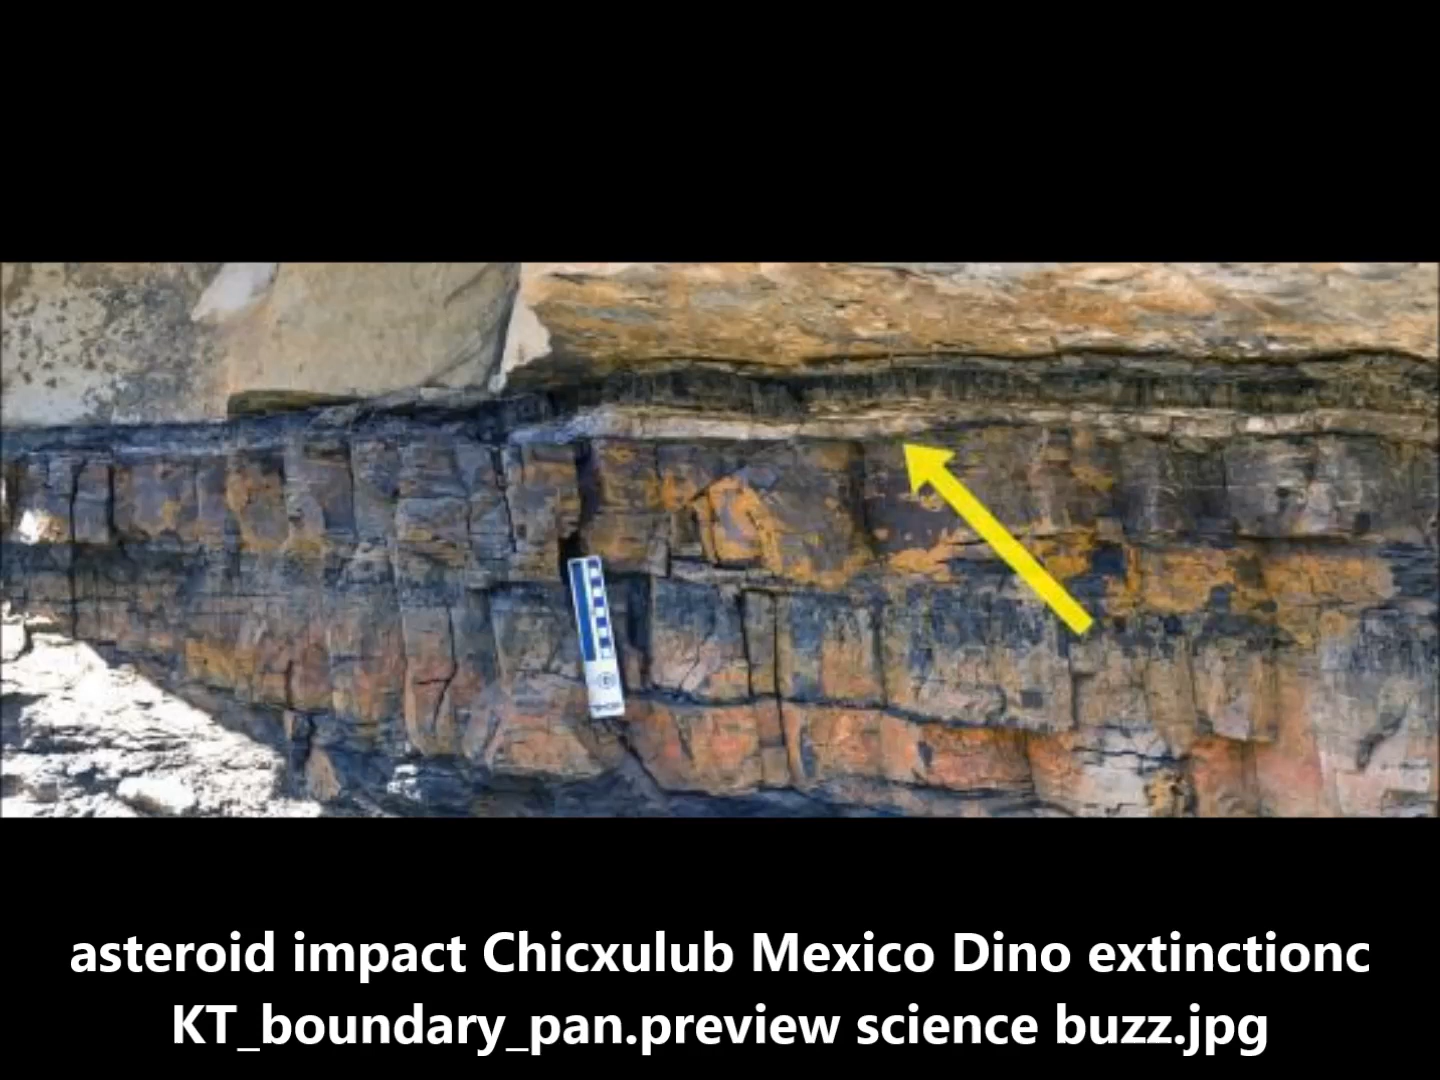 asteroid impact Chicxulub Mexico Dino extinctionc
KT_boundary_pan.preview science buzz.jpg